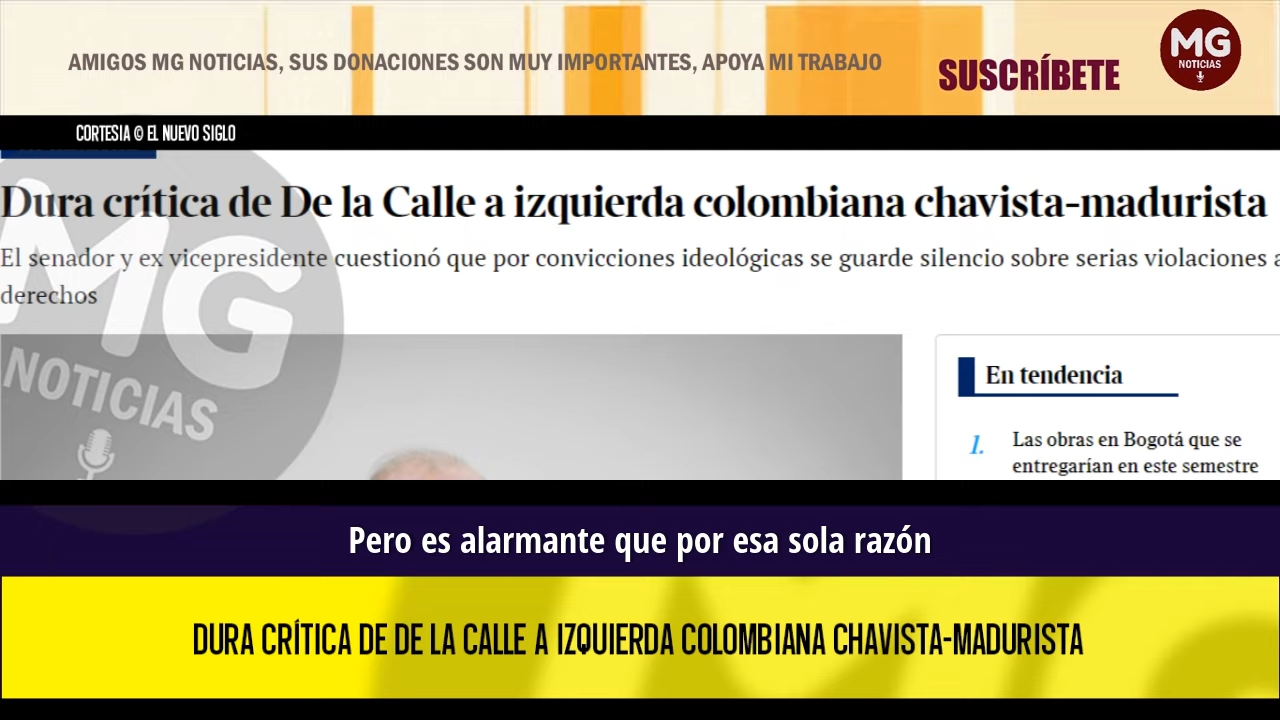 AMIGOS MG NOTICIAS, SUS DONACIONES SON MUY IMPORTANTES, APOYA MI TRABAJO
SUSCRÍBETE
MG
NOTICIAS
CORTESIA © EL NUEVO SIGLO
Dura crítica de De la Calle a izquierda colombiana chavista-madurista
El senador y ex vicepresidente cuestionó que por convicciones ideológicas se guarde silencio sobre serias violaciones a
derechos
MG
NOTICIAS
En tendencia
1. Las obras en Bogotá que se
entregarían en este semestre
Pero es alarmante que por esa sola razón
DURA CRÍTICA DE DE LA CALLE A IZQUIERDA COLOMBIANA CHAVISTA-MADURISTA